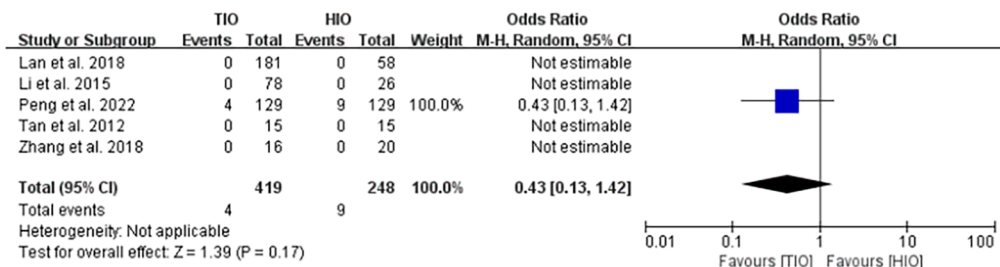 TIO HIO Odds Ratio Odds Ratio
Study or Subgroup Events Total Events Total Weight M-H, Random, 95% CI M-H, Random, 95% CI
Lan et al. 2018 0 181 0 58 Not estimable
Li et al. 2015 0 78 0 26 Not estimable
Peng et al. 2022 4 129 9 129 100.0% 0.43 [0.13, 1.42]
Tan et al. 2012 0 15 0 15 Not estimable
Zhang et al. 2018 0 16 0 20 Not estimable
Total (95% CI) 419 248 100.0% 0.43 [0.13, 1.42]
Total events 4 9
Heterogeneity: Not applicable
Test for overall effect: Z = 1.39 (P = 0.17)
0.01 0.1 1 10 100
Favours [TIO] Favours [HIO]